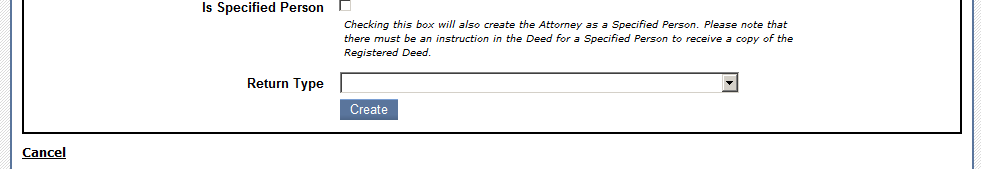 Is Specified Person
Checking this box will also create the Attorney as a Specified Person. Please note that
there must be an instruction in the Deed for a Specified Person to receive a copy of the
Registered Deed.
Return Type
Create
Cancel